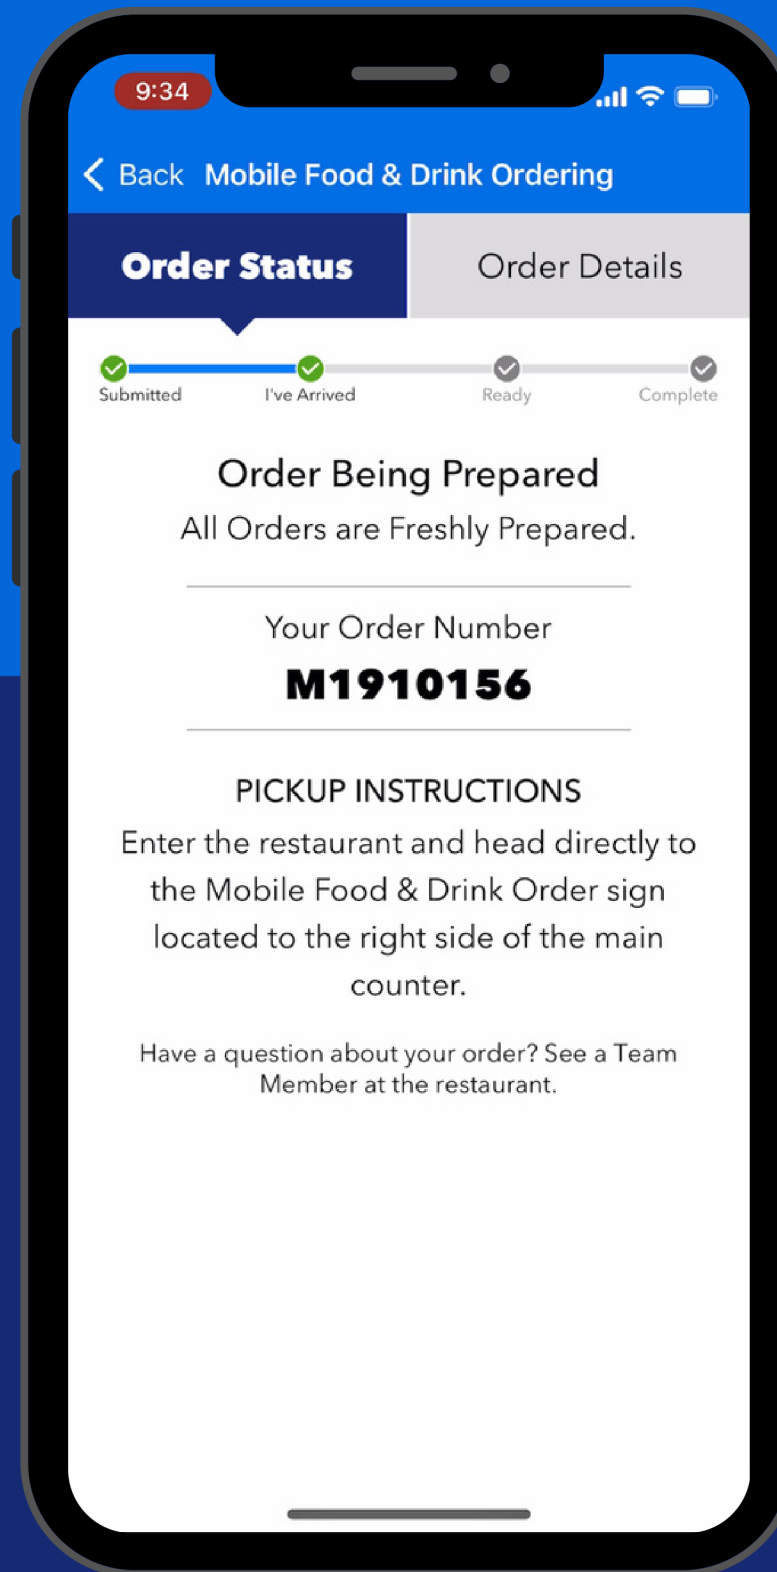 9:34
Back Mobile Food & Drink Ordering
Order Status Order Details
Submitted I've Arrived Ready Complete
Order Being Prepared
All Orders are Freshly Prepared.
Your Order Number
M1910156
PICKUP INSTRUCTIONS
Enter the restaurant and head directly to
the Mobile Food & Drink Order sign
located to the right side of the main
counter.
Have a question about your order? See a Team
Member at the restaurant.